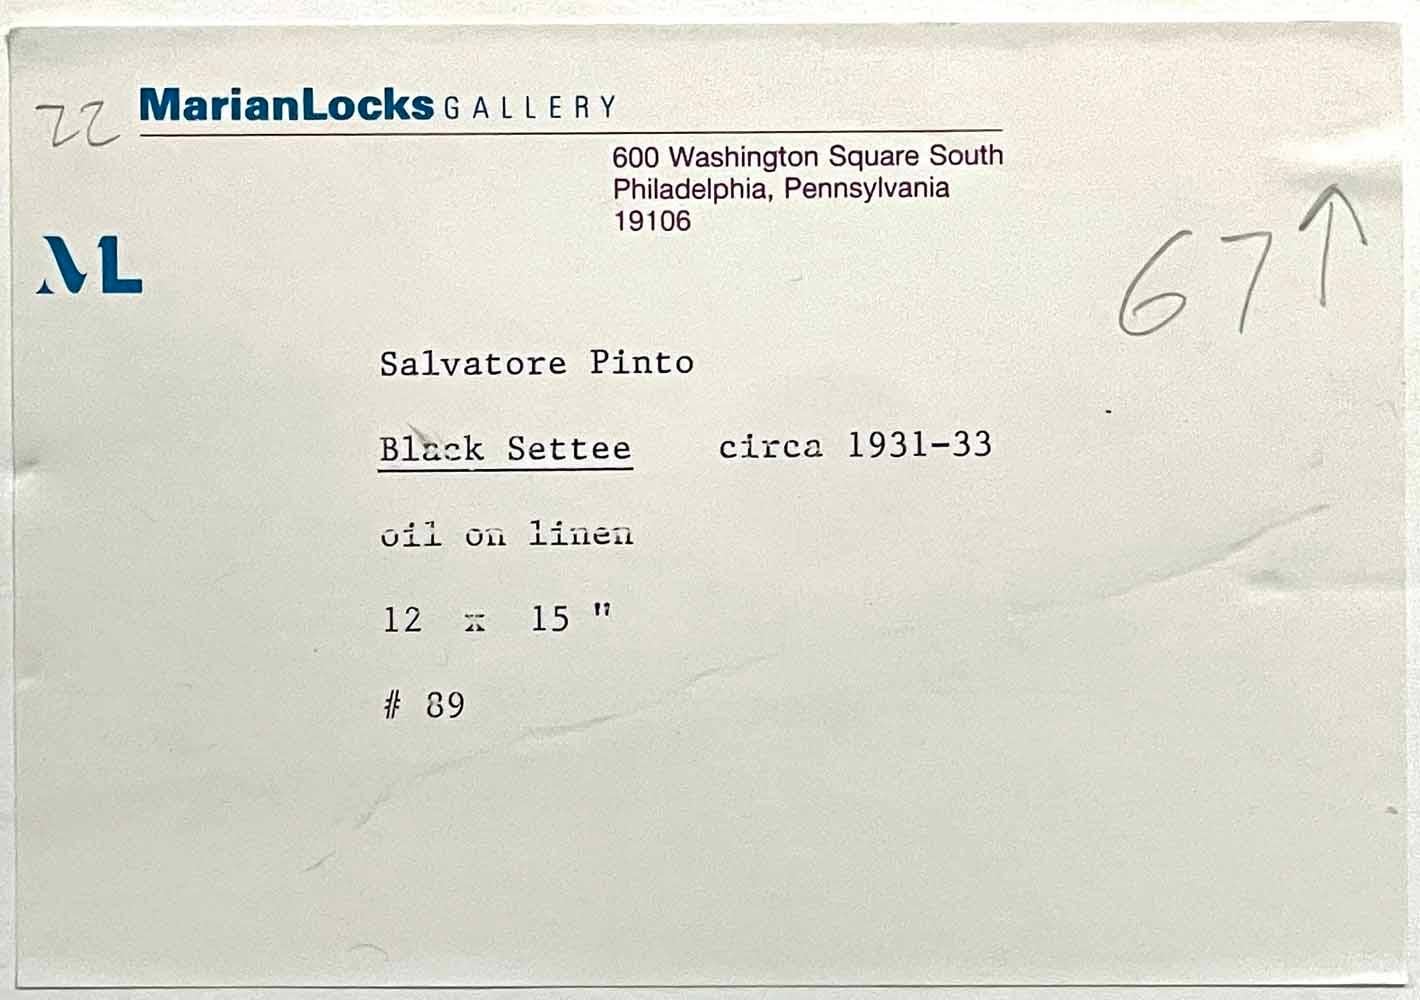 22 MarianLocks GALLERY
600 Washington Square South
Philadelphia, Pennsylvania
19106
ML
67↑
Salvatore Pinto
Black Settee circa 1931-33
oil on linen
12 x 15 "
# 89